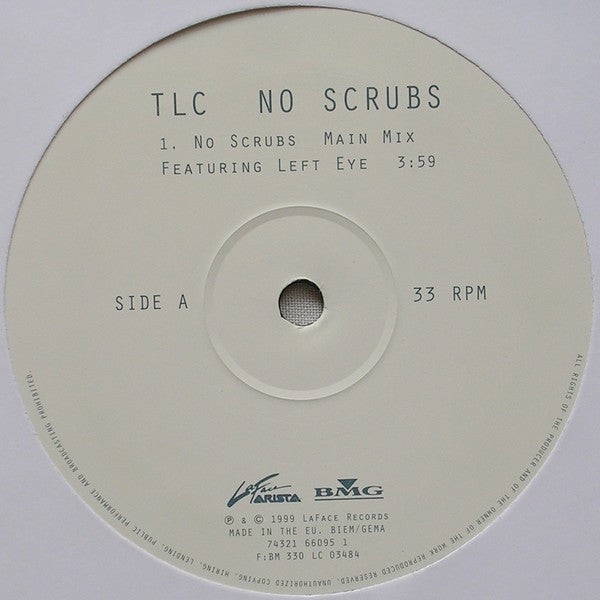 TLC NO SCRUBS
1. No Scrubs Main Mix
Featuring Left Eye 3:59
SIDE A
33 RPM
LaFace
ARISTA
BMG
℗ & © 1999 LaFace Records
MADE IN THE EU. BIEM/GEMA
74321 66095 1
F:BM 330 LC 03484
ALL RIGHTS OF THE PRODUCER AND OF THE OWNER OF THE WORK REPRODUCED RESERVED. UNAUTHORIZED COPYING, HIRING, LENDING, PUBLIC PERFORMANCE AND BROADCASTING PROHIBITED.